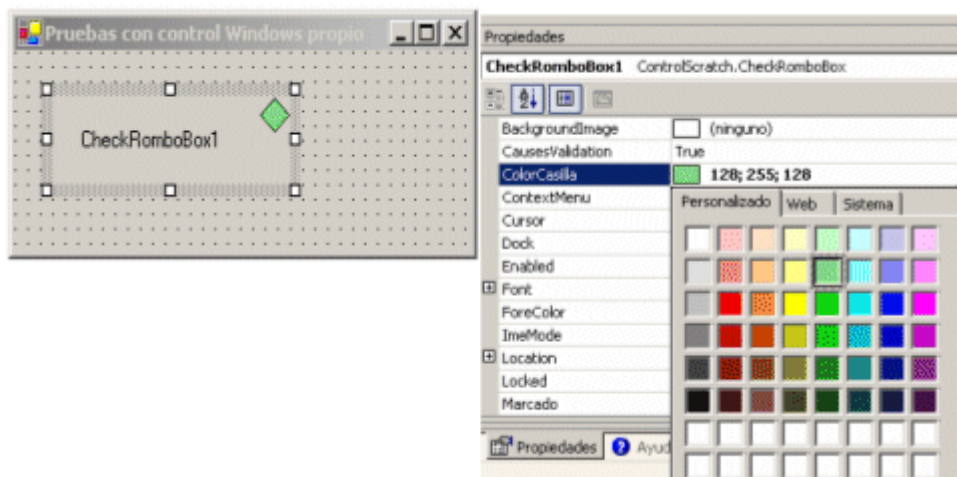 Pruebas con control Windows propio
CheckRomboBox1
Propiedades
CheckRomboBox1 ControlScratch.CheckRomboBox
BackgroundImage (ninguno)
CausesValidation True
ColorCasilla 128; 255; 128
ContextMenu
Cursor
Dock
Enabled
Font
ForeColor
ImeMode
Location
Locked
Marcado
Personalizado Web Sistema
Propiedades Ayud